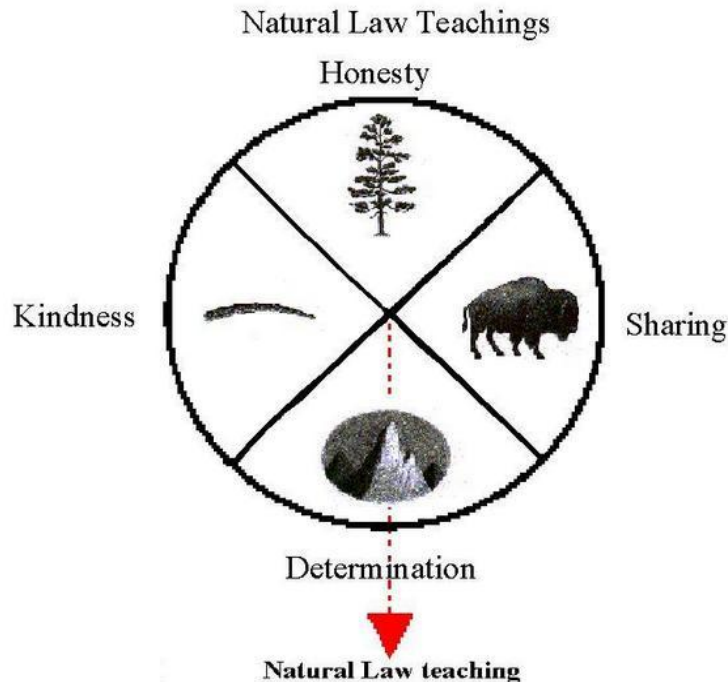 Natural Law Teachings
Honesty
Kindness
Sharing
Determination
Natural Law teaching